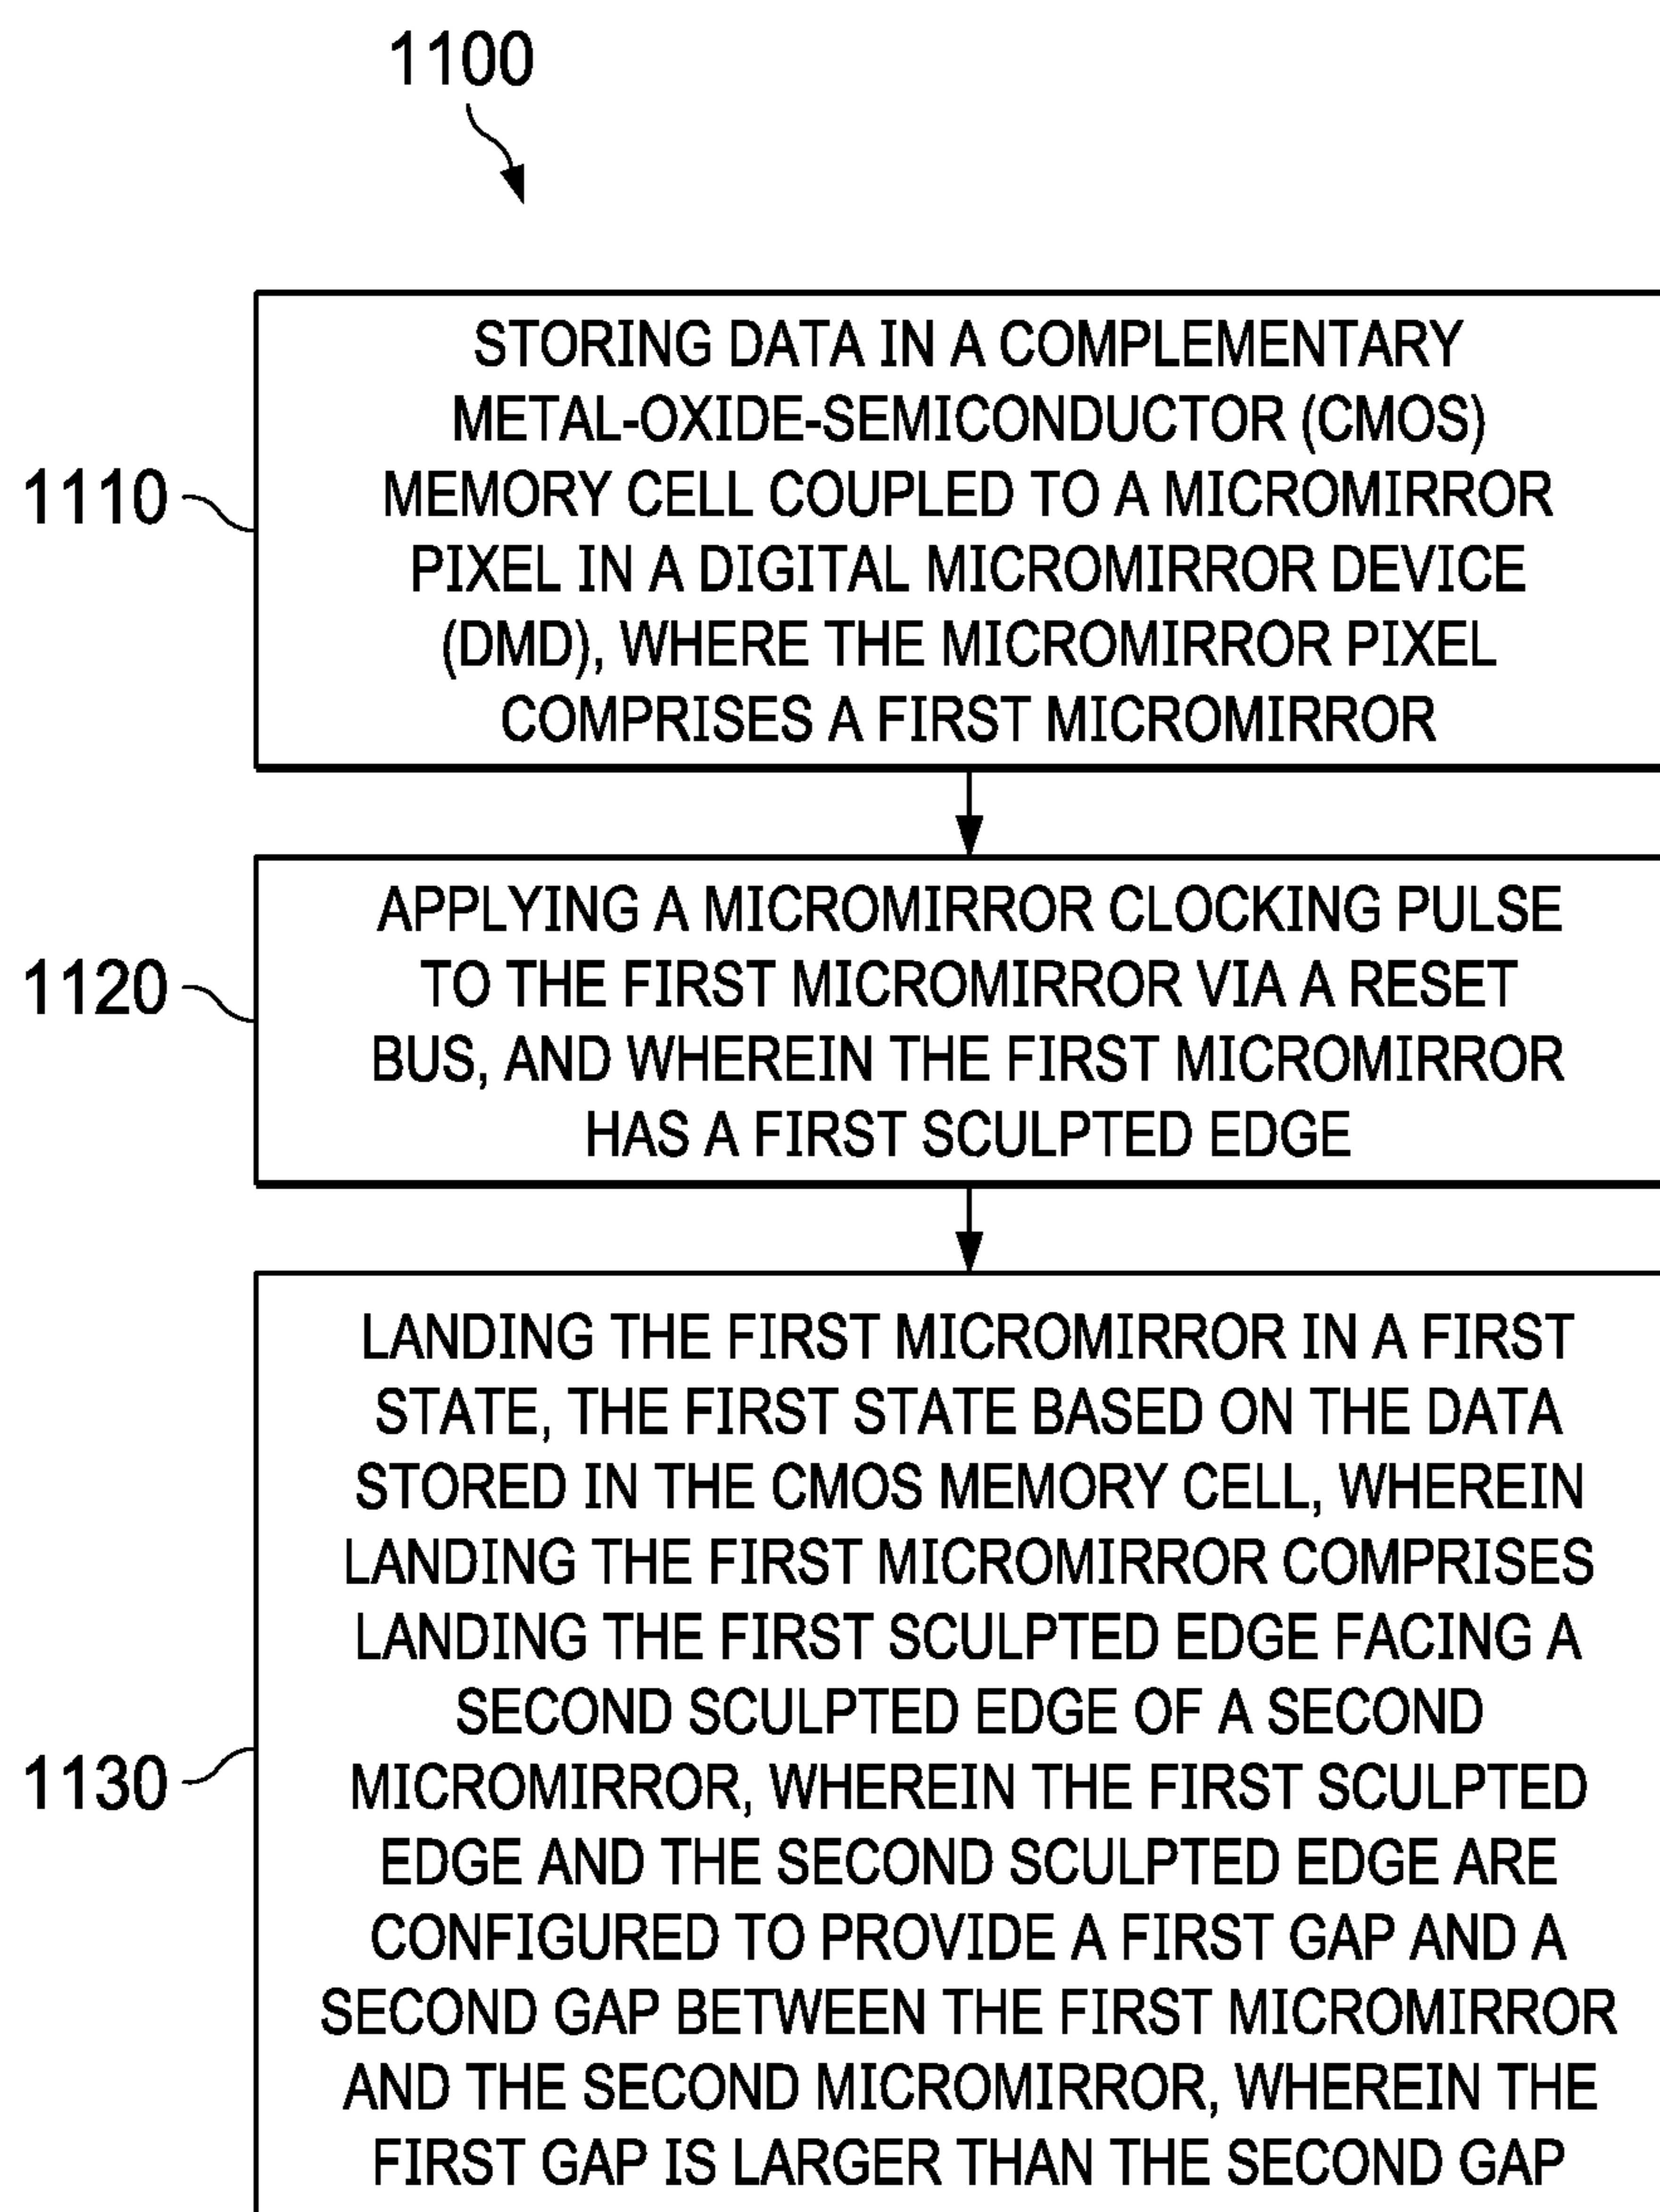 1100
1110
STORING DATA IN A COMPLEMENTARY
METAL-OXIDE-SEMICONDUCTOR (CMOS)
MEMORY CELL COUPLED TO A MICROMIRROR
PIXEL IN A DIGITAL MICROMIRROR DEVICE
(DMD), WHERE THE MICROMIRROR PIXEL
COMPRISES A FIRST MICROMIRROR
1120
APPLYING A MICROMIRROR CLOCKING PULSE
TO THE FIRST MICROMIRROR VIA A RESET
BUS, AND WHEREIN THE FIRST MICROMIRROR
HAS A FIRST SCULPTED EDGE
1130
LANDING THE FIRST MICROMIRROR IN A FIRST
STATE, THE FIRST STATE BASED ON THE DATA
STORED IN THE CMOS MEMORY CELL, WHEREIN
LANDING THE FIRST MICROMIRROR COMPRISES
LANDING THE FIRST SCULPTED EDGE FACING A
SECOND SCULPTED EDGE OF A SECOND
MICROMIRROR, WHEREIN THE FIRST SCULPTED
EDGE AND THE SECOND SCULPTED EDGE ARE
CONFIGURED TO PROVIDE A FIRST GAP AND A
SECOND GAP BETWEEN THE FIRST MICROMIRROR
AND THE SECOND MICROMIRROR, WHEREIN THE
FIRST GAP IS LARGER THAN THE SECOND GAP